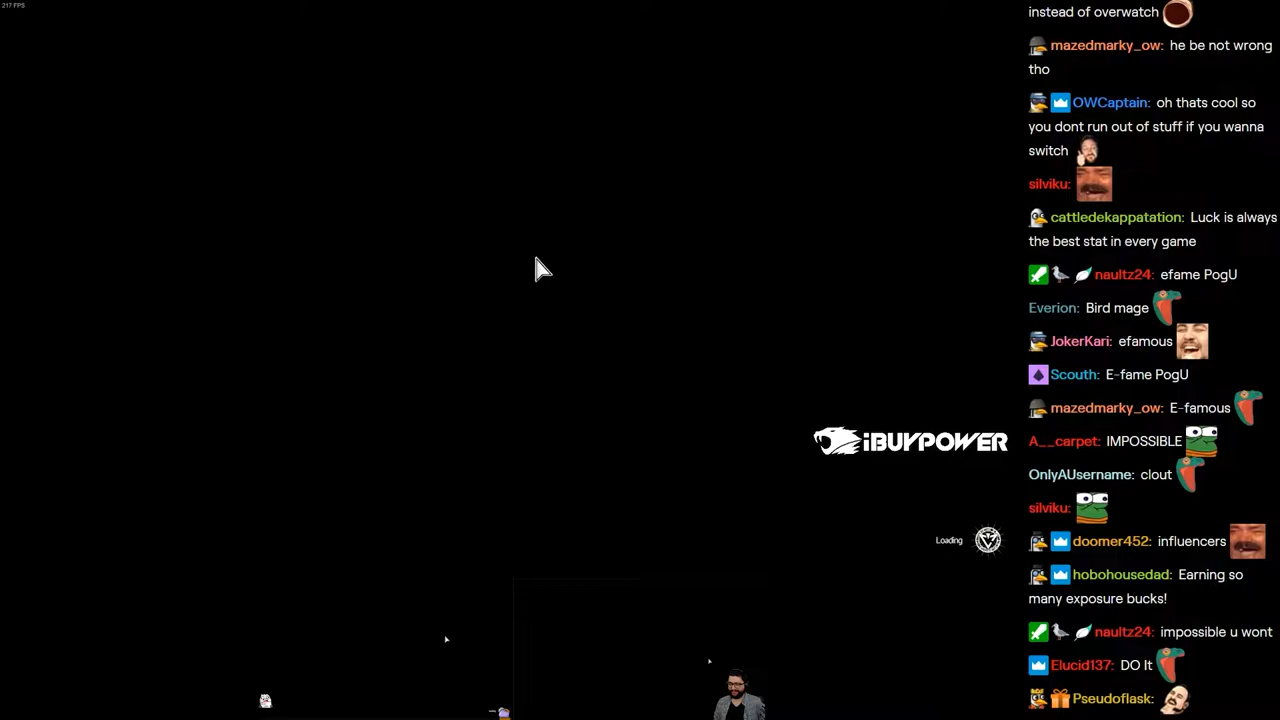 217 FPS
instead of overwatch
mazedmarky_ow: he be not wrong
tho
OWCaptain: oh thats cool so
you dont run out of stuff if you wanna
switch
silviku:
cattledekappatation: Luck is always
the best stat in every game
naultz24: efame PogU
Everion: Bird mage
JokerKari: efamous
Scouth: E-fame PogU
mazedmarky_ow: E-famous
A__carpet: IMPOSSIBLE
iBUYPOWER
OnlyAUsername: clout
silviku:
Loading
doomer452: influencers
hobohousedad: Earning so
many exposure bucks!
naultz24: impossible u wont
Elucid137: DO It
Pseudoflask: